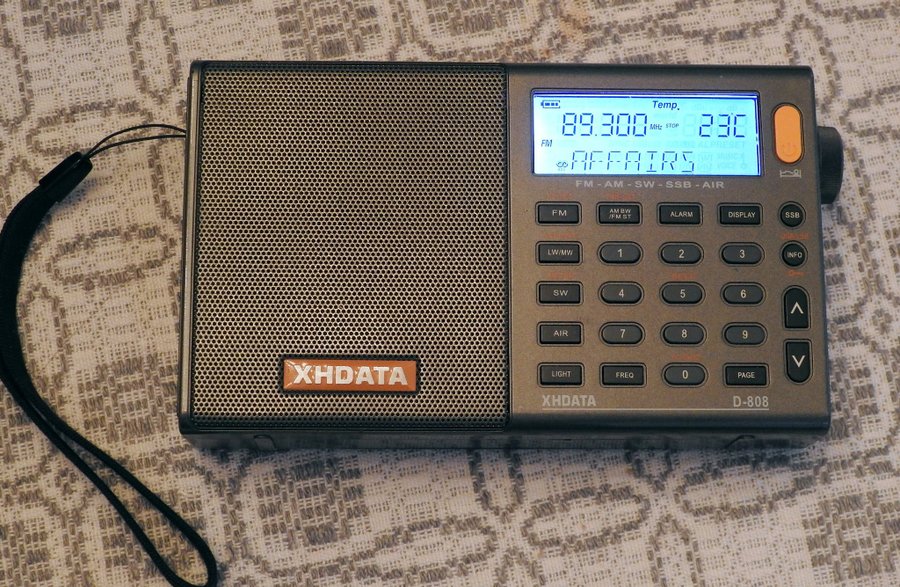 Temp.
89.300 MHz STOP 23C
FM
AFFAIRS
FM - AM - SW - SSB - AIR
FM AM BW /FM ST ALARM DISPLAY SSB
LW/MW 1 2 3 INFO
SW 4 5 6
AIR 7 8 9
LIGHT FREQ 0 PAGE
XHDATA
XHDATA D-808